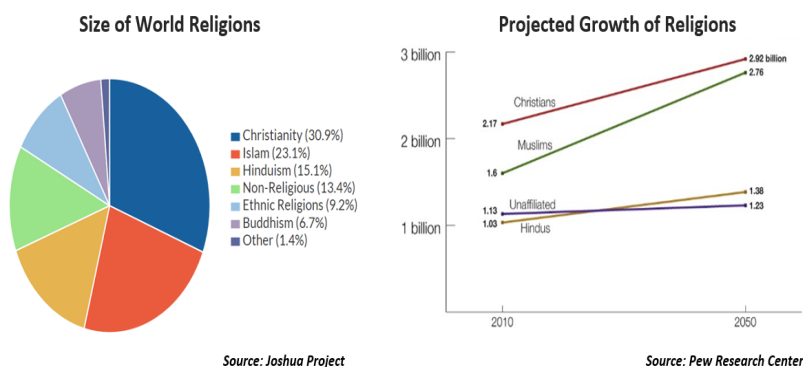 Size of World Religions
Christianity (30.9%)
Islam (23.1%)
Hinduism (15.1%)
Non-Religious (13.4%)
Ethnic Religions (9.2%)
Buddhism (6.7%)
Other (1.4%)
Source: Joshua Project
Projected Growth of Religions
3 billion
2.92 billion
2.76
Christians
2.17
2 billion
Muslims
1.6
1.38
Unaffiliated
1.13
1.23
1.03
Hindus
1 billion
2010
2050
Source: Pew Research Center